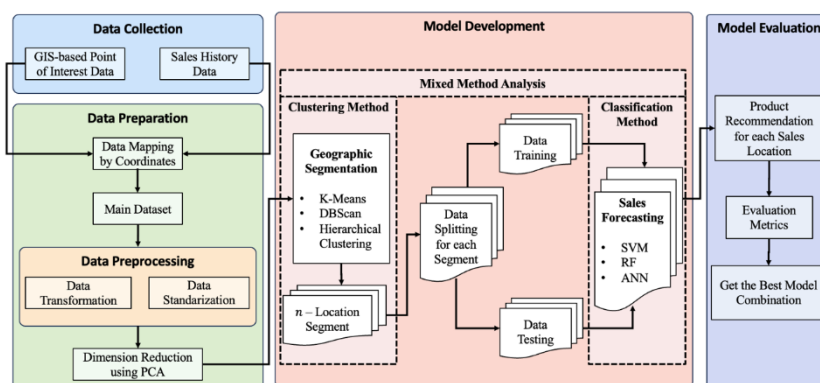 Data Collection
GIS-based Point
of Interest Data
Sales History
Data
Data Preparation
Data Mapping
by Coordinates
Main Dataset
Data Preprocessing
Data
Transformation
Data
Standarization
Dimension Reduction
using PCA
Model Development
Mixed Method Analysis
Clustering Method
Geographic
Segmentation
• K-Means
• DBScan
• Hierarchical
Clustering
n – Location
Segment
Data
Splitting
for each
Segment
Data
Training
Data
Testing
Classification
Method
Sales
Forecasting
• SVM
• RF
• ANN
Model Evaluation
Product
Recommendation
for each Sales
Location
Evaluation
Metrics
Get the Best Model
Combination